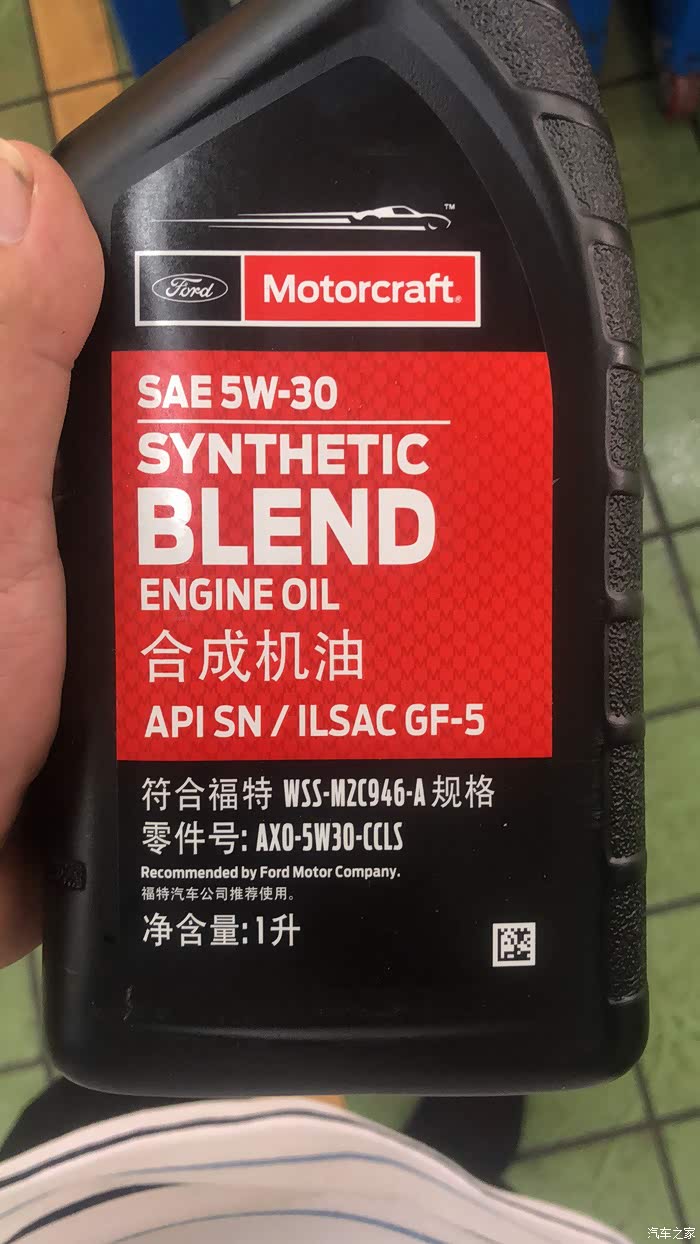 ™
Ford
Motorcraft®
SAE 5W-30
SYNTHETIC
BLEND
ENGINE OIL
合成机油
API SN / ILSAC GF-5
符合福特 WSS-M2C946-A 规格
零件号: AXO-5W30-CCLS
Recommended by Ford Motor Company.
福特汽车公司推荐使用。
净含量:1升
汽车之家